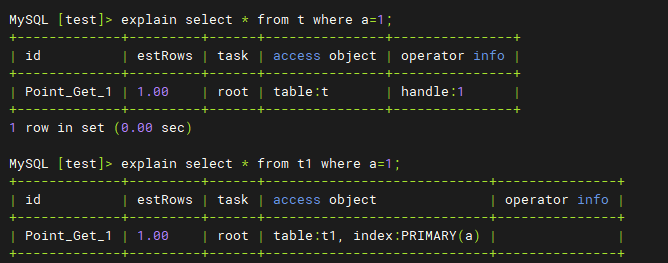 MySQL [test]> explain select * from t where a=1;
+-------------+---------+------+---------------+---------------+
| id          | estRows | task | access object | operator info |
+-------------+---------+------+---------------+---------------+
| Point_Get_1 | 1.00    | root | table:t       | handle:1      |
+-------------+---------+------+---------------+---------------+
1 row in set (0.00 sec)
MySQL [test]> explain select * from t1 where a=1;
+-------------+---------+------+----------------------------+---------------+
| id          | estRows | task | access object              | operator info |
+-------------+---------+------+----------------------------+---------------+
| Point_Get_1 | 1.00    | root | table:t1, index:PRIMARY(a) |               |
+-------------+---------+------+----------------------------+---------------+